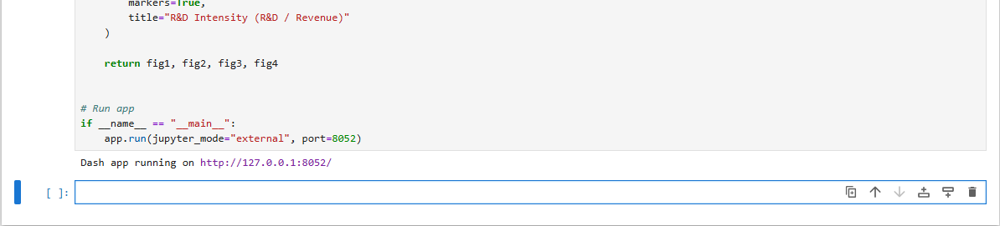 markers=True,
title="R&D Intensity (R&D / Revenue)"
)
return fig1, fig2, fig3, fig4
# Run app
if __name__ == "__main__":
app.run(jupyter_mode="external", port=8052)
Dash app running on http://127.0.0.1:8052/
[ ]: